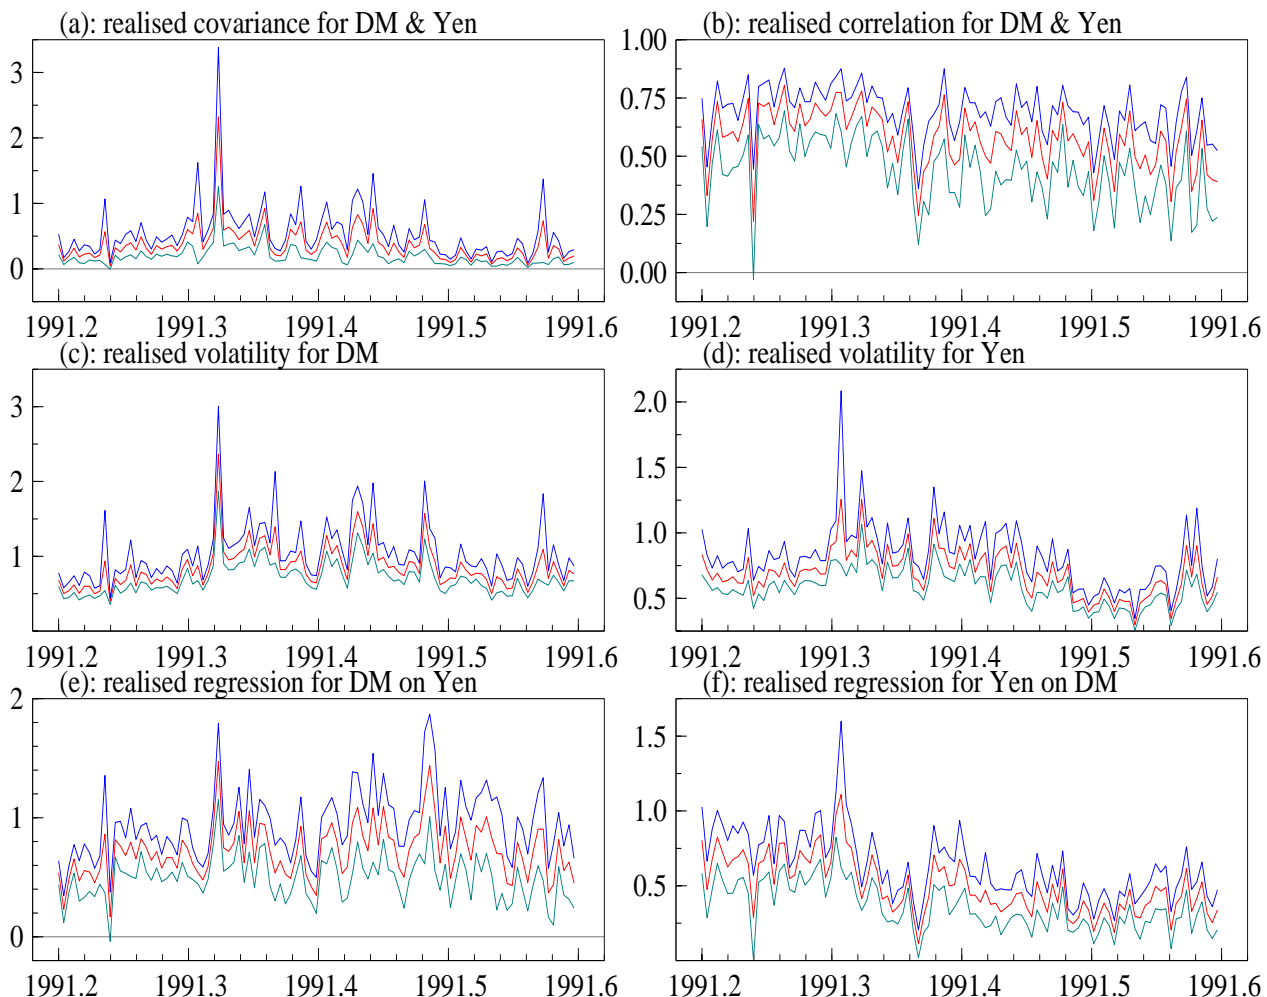 (a): realised covariance for DM & Yen
3
2
1
0
1991.2 1991.3 1991.4 1991.5 1991.6
(b): realised correlation for DM & Yen
1.00
0.75
0.50
0.25
0.00
1991.2 1991.3 1991.4 1991.5 1991.6
(c): realised volatility for DM
3
2
1
1991.2 1991.3 1991.4 1991.5 1991.6
(d): realised volatility for Yen
2.0
1.5
1.0
0.5
1991.2 1991.3 1991.4 1991.5 1991.6
(e): realised regression for DM on Yen
2
1
0
1991.2 1991.3 1991.4 1991.5 1991.6
(f): realised regression for Yen on DM
1.5
1.0
0.5
1991.2 1991.3 1991.4 1991.5 1991.6